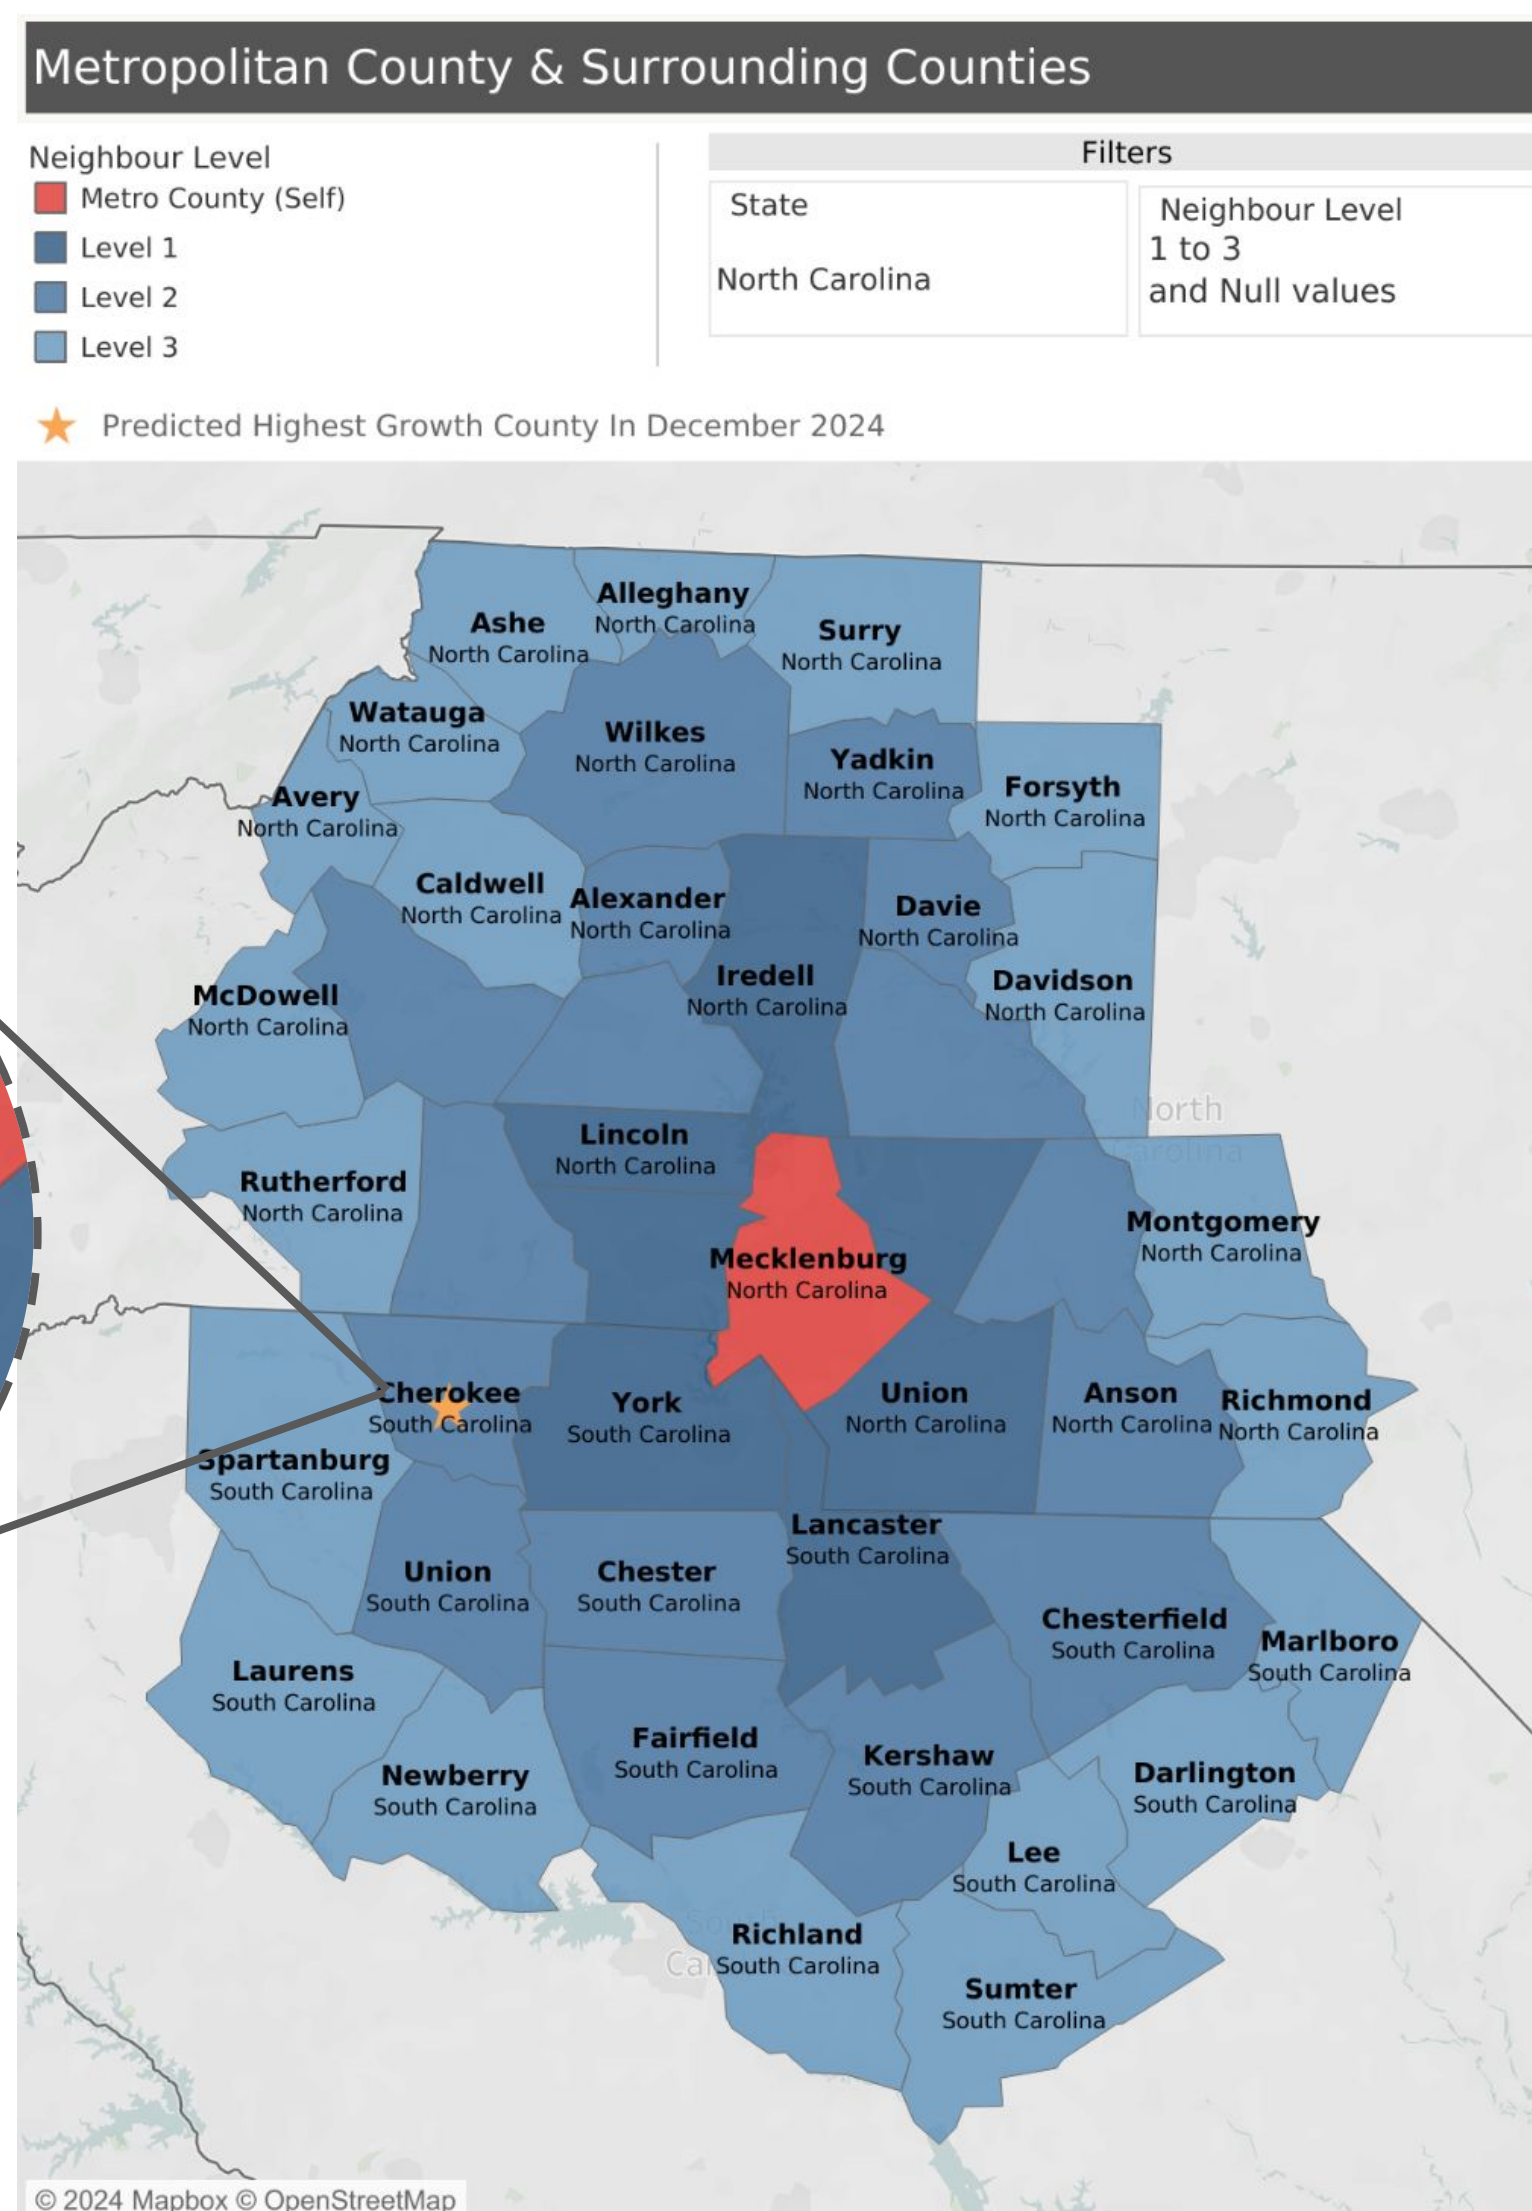 Metropolitan County & Surrounding Counties
Neighbour Level
Metro County (Self)
Level 1
Level 2
Level 3
Filters
State
North Carolina
Neighbour Level
1 to 3
and Null values
Predicted Highest Growth County In December 2024
Alleghany
North Carolina
Ashe
North Carolina
Surry
North Carolina
Watauga
North Carolina
Wilkes
North Carolina
Yadkin
North Carolina
Forsyth
North Carolina
Avery
North Carolina
Caldwell
North Carolina
Alexander
North Carolina
Davie
North Carolina
Iredell
North Carolina
Davidson
North Carolina
McDowell
North Carolina
North
Carolina
Lincoln
North Carolina
Rutherford
North Carolina
Montgomery
North Carolina
Mecklenburg
North Carolina
Cherokee
South Carolina
York
South Carolina
Union
North Carolina
Anson
North Carolina
Richmond
North Carolina
Spartanburg
South Carolina
Lancaster
South Carolina
Union
South Carolina
Chester
South Carolina
Chesterfield
South Carolina
Marlboro
South Carolina
Laurens
South Carolina
Fairfield
South Carolina
Kershaw
South Carolina
Darlington
South Carolina
Newberry
South Carolina
Lee
South Carolina
South
Richland
South Carolina
Sumter
South Carolina
© 2024 Mapbox © OpenStreetMap